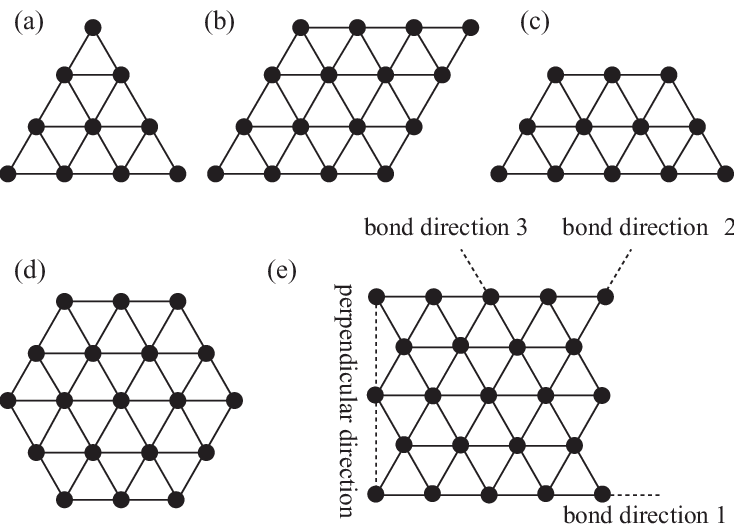 (a)
(b)
(c)
bond direction 3
bond direction 2
(d)
(e)
perpendicular direction
bond direction 1